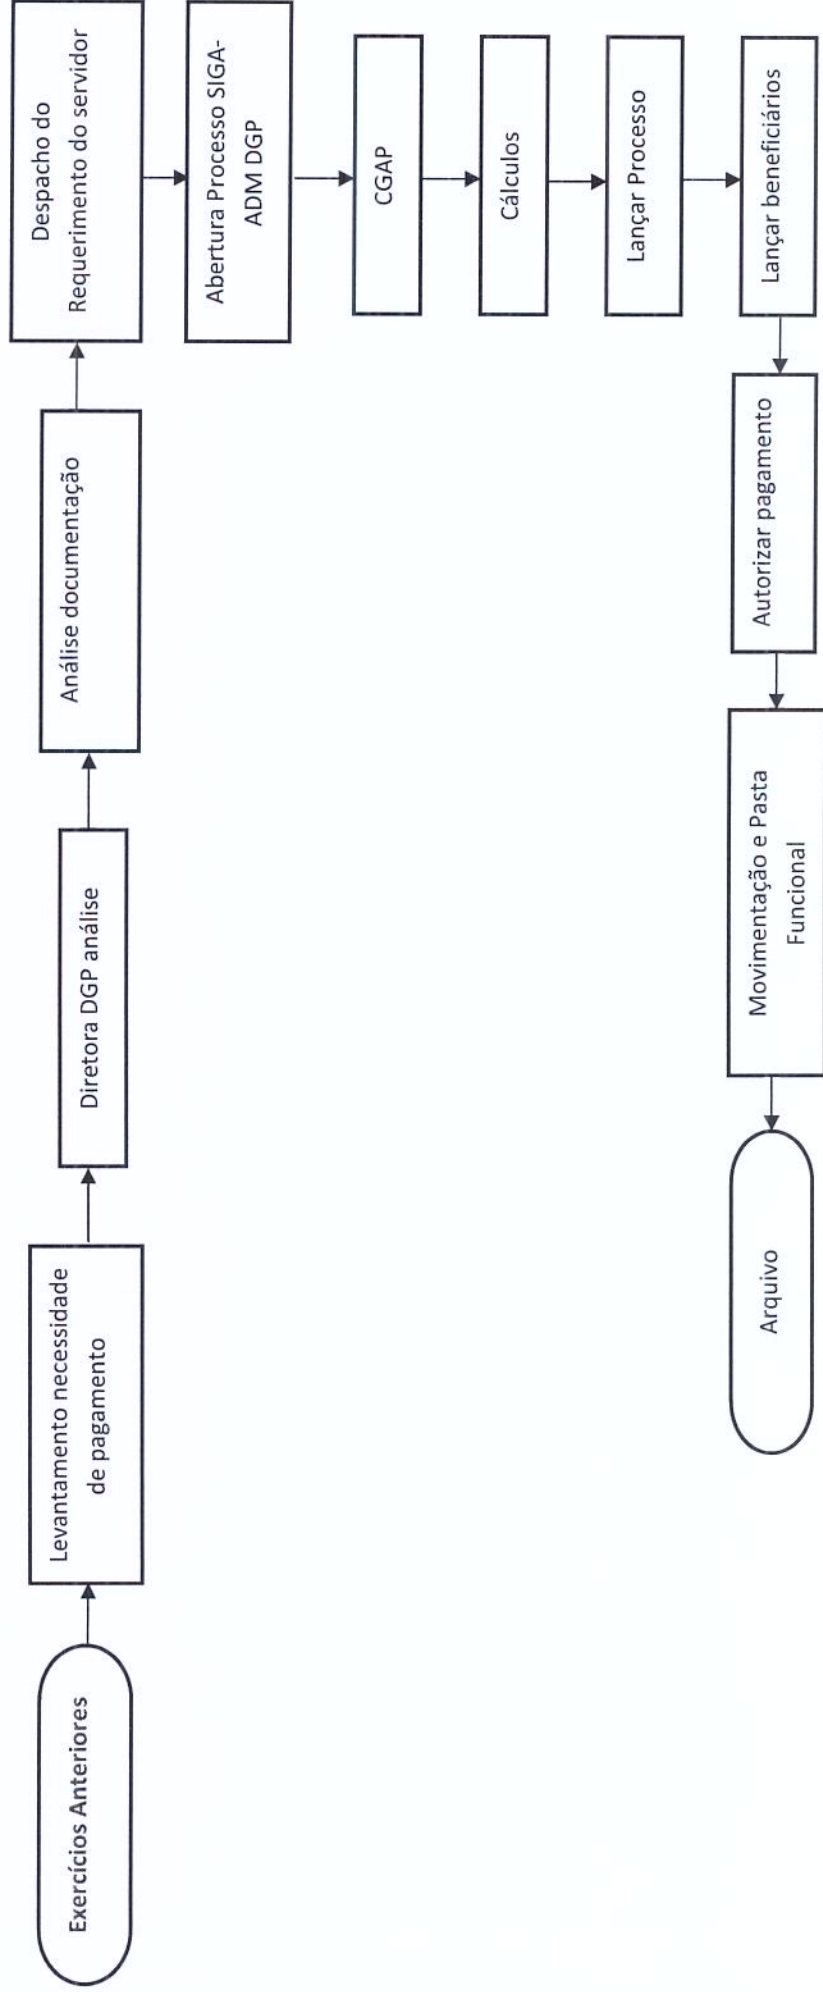 Exercícios Anteriores
Levantamento necessidade
de pagamento
Diretora DGP análise
Análise documentação
Despacho do
Requerimento do servidor
Abertura Processo SIGA-
ADM DGP
CGAP
Cálculos
Lançar Processo
Lançar beneficiários
Autorizar pagamento
Movimentação e Pasta
Funcional
Arquivo